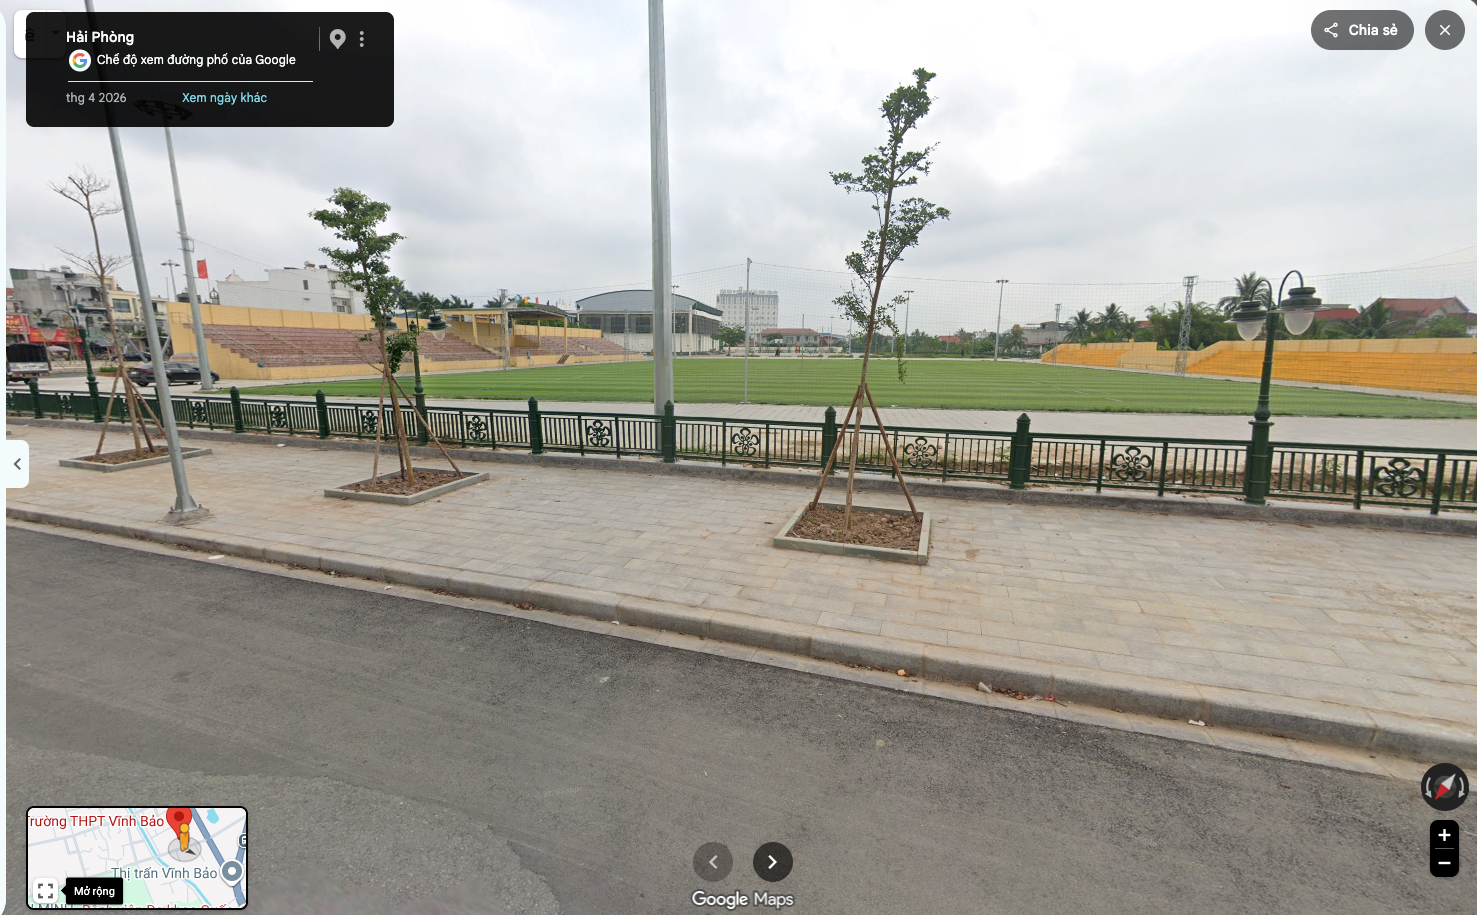 Hải Phòng
Chế độ xem đường phố của Google
thg 4 2026
Xem ngày khác
Chia sẻ
Trường THPT Vĩnh Bảo
Thị trấn Vĩnh Bảo
Mở rộng
Google Maps